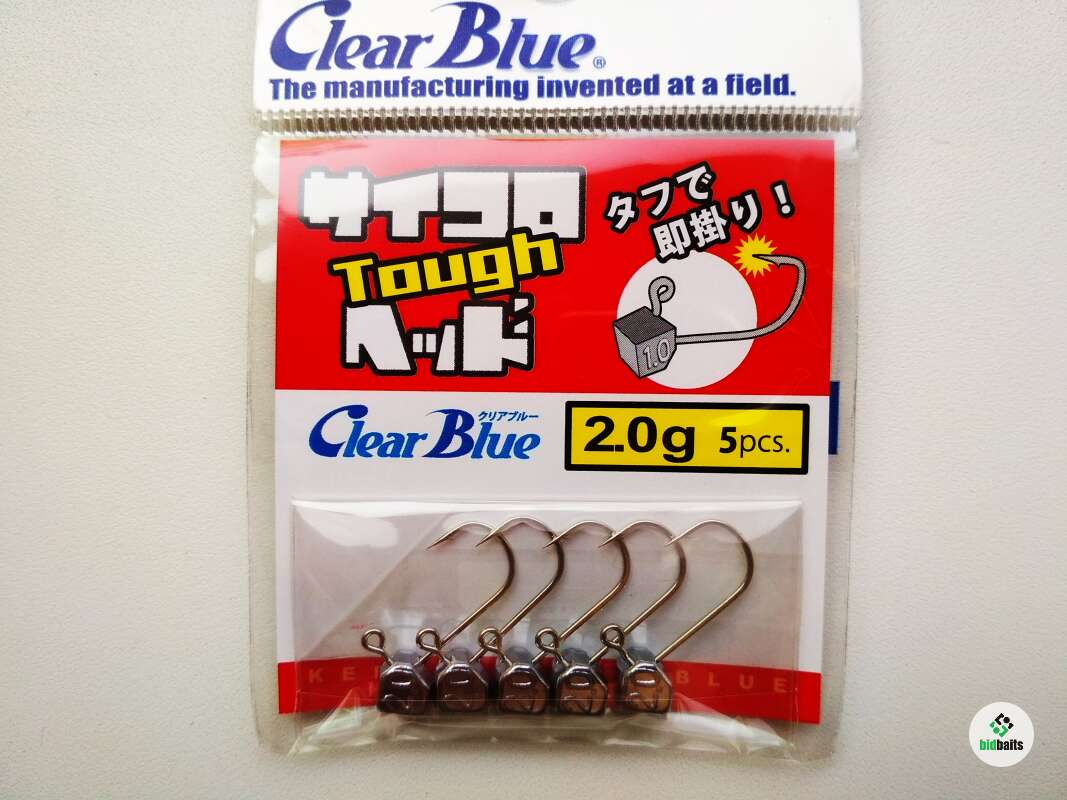 Clear Blue®
The manufacturing invented at a field.
サイコロ
Tough
ヘッド
タフで
即掛り！
1.0
クリアブルー
Clear Blue
2.0g 5pcs.
BLUE
bidbaits